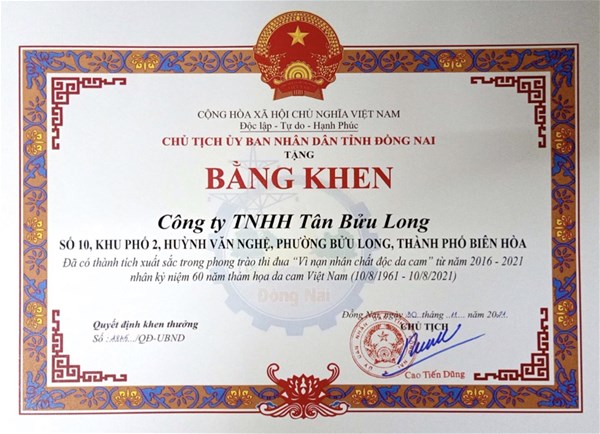 CỘNG HÒA XÃ HỘI CHỦ NGHĨA VIỆT NAM
Độc lập - Tự do - Hạnh Phúc
CHỦ TỊCH ỦY BAN NHÂN DÂN TỈNH ĐỒNG NAI
TẶNG
BẰNG KHEN
Công ty TNHH Tân Bửu Long
SỐ 10, KHU PHỐ 2, HUỲNH VĂN NGHỆ, PHƯỜNG BỬU LONG, THÀNH PHỐ BIÊN HÒA
Đã có thành tích xuất sắc trong phong trào thi đua "Vì nạn nhân chất độc da cam" từ năm 2016 - 2021
nhân kỷ niệm 60 năm thảm họa da cam Việt Nam (10/8/1961 - 10/8/2021)
Đồng Nai
Đồng Nai, ngày 30 tháng 11 năm 2021
Quyết định khen thưởng
CHỦ TỊCH
Số /QĐ-UBND
Cao Tiến Dũng